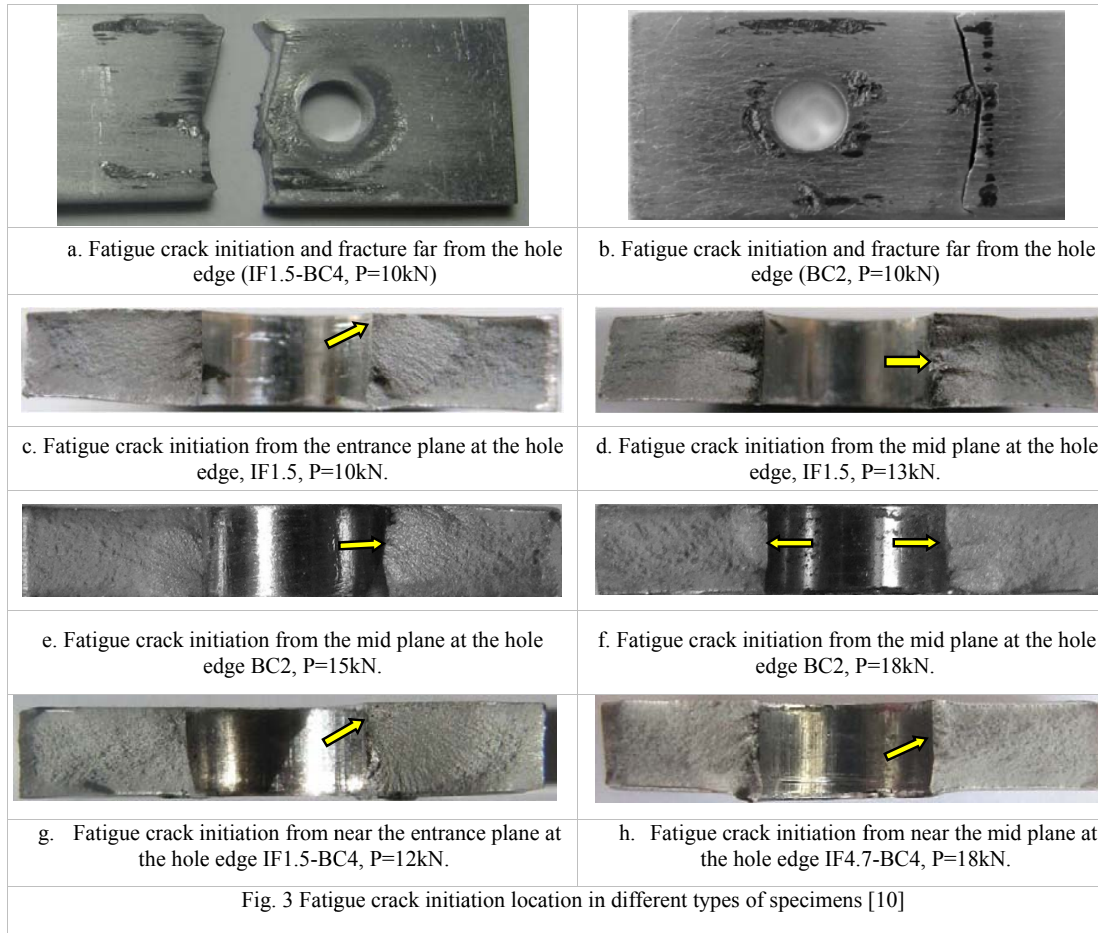 a. Fatigue crack initiation and fracture far from the hole
edge (IF1.5-BC4, P=10kN)
b. Fatigue crack initiation and fracture far from the hole
edge (BC2, P=10kN)
c. Fatigue crack initiation from the entrance plane at the hole
edge, IF1.5, P=10kN.
d. Fatigue crack initiation from the mid plane at the hole
edge, IF1.5, P=13kN.
e. Fatigue crack initiation from the mid plane at the hole
edge BC2, P=15kN.
f. Fatigue crack initiation from the mid plane at the hole
edge BC2, P=18kN.
g. Fatigue crack initiation from near the entrance plane at
the hole edge IF1.5-BC4, P=12kN.
h. Fatigue crack initiation from near the mid plane at
the hole edge IF4.7-BC4, P=18kN.
Fig. 3 Fatigue crack initiation location in different types of specimens [10]